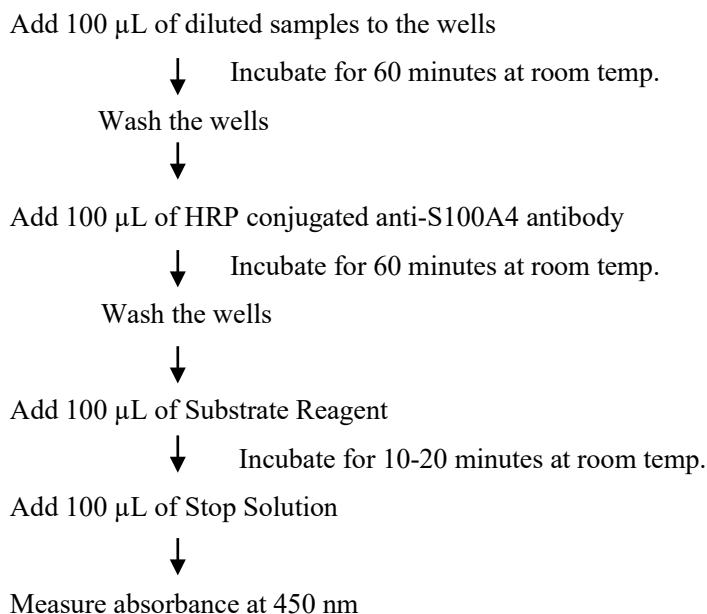 Add 100 µL of diluted samples to the wells
Incubate for 60 minutes at room temp.
Wash the wells
Add 100 µL of HRP conjugated anti-S100A4 antibody
Incubate for 60 minutes at room temp.
Wash the wells
Add 100 µL of Substrate Reagent
Incubate for 10-20 minutes at room temp.
Add 100 µL of Stop Solution
Measure absorbance at 450 nm